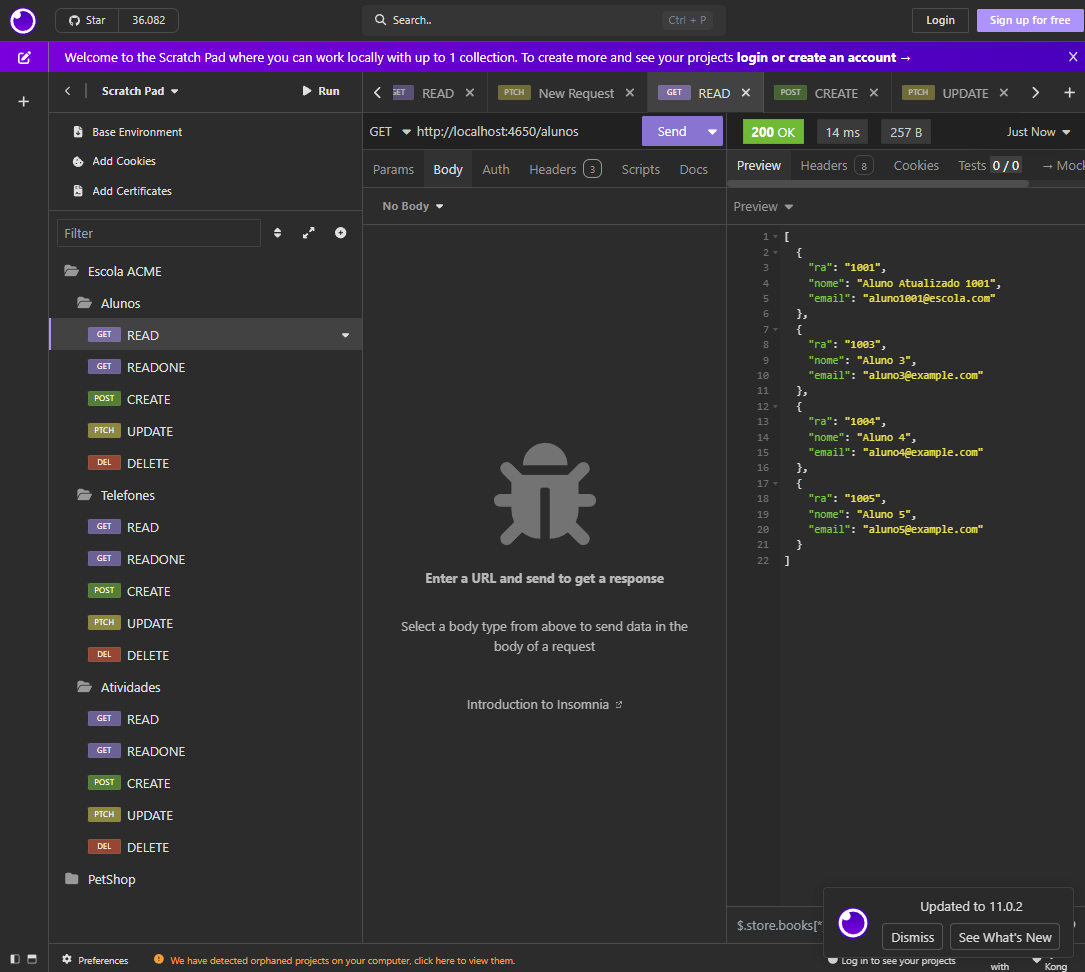 Star 36.082 Search.. Ctrl + P Login Sign up for free
Welcome to the Scratch Pad where you can work locally with up to 1 collection. To create more and see your projects login or create an account →
Scratch Pad Run
Base Environment
Add Cookies
Add Certificates
Filter
Escola ACME
Alunos
GET READ
GET READONE
POST CREATE
PTCH UPDATE
DEL DELETE
Telefones
GET READ
GET READONE
POST CREATE
PTCH UPDATE
DEL DELETE
Atividades
GET READ
GET READONE
POST CREATE
PTCH UPDATE
DEL DELETE
PetShop
READ PTCH New Request GET READ POST CREATE PTCH UPDATE
GET http://localhost:4650/alunos Send
Params Body Auth Headers 3 Scripts Docs
No Body
Enter a URL and send to get a response
Select a body type from above to send data in the
body of a request
Introduction to Insomnia
200 OK 14 ms 257 B Just Now
Preview Headers 8 Cookies Tests 0 / 0 → Moc
Preview
1 [
2 {
3 "ra": "1001",
4 "nome": "Aluno Atualizado 1001",
5 "email": "aluno1001@escola.com"
6 },
7 {
8 "ra": "1003",
9 "nome": "Aluno 3",
10 "email": "aluno3@example.com"
11 },
12 {
13 "ra": "1004",
14 "nome": "Aluno 4",
15 "email": "aluno4@example.com"
16 },
17 {
18 "ra": "1005",
19 "nome": "Aluno 5",
20 "email": "aluno5@example.com"
21 }
22 ]
$.store.books[*
Updated to 11.0.2
Dismiss See What's New
Preferences We have detected orphaned projects on your computer, click here to view them.
Log in to see your projects
with Kong